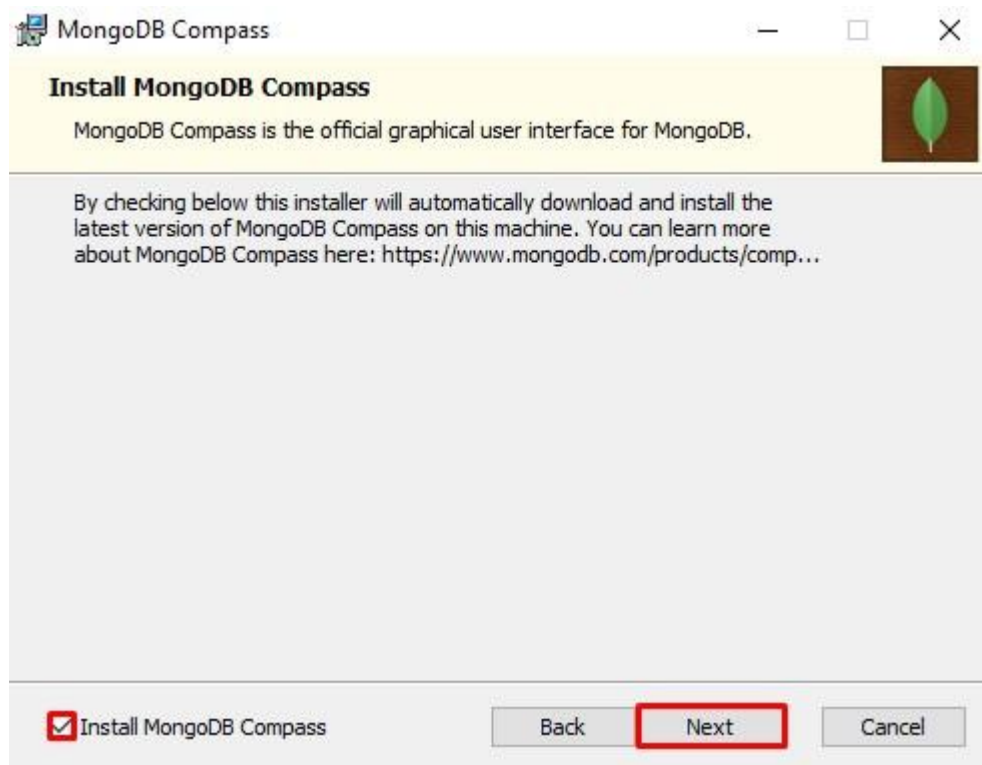 MongoDB Compass
Install MongoDB Compass
MongoDB Compass is the official graphical user interface for MongoDB.
By checking below this installer will automatically download and install the
latest version of MongoDB Compass on this machine. You can learn more
about MongoDB Compass here: https://www.mongodb.com/products/comp...
Install MongoDB Compass
Back
Next
Cancel